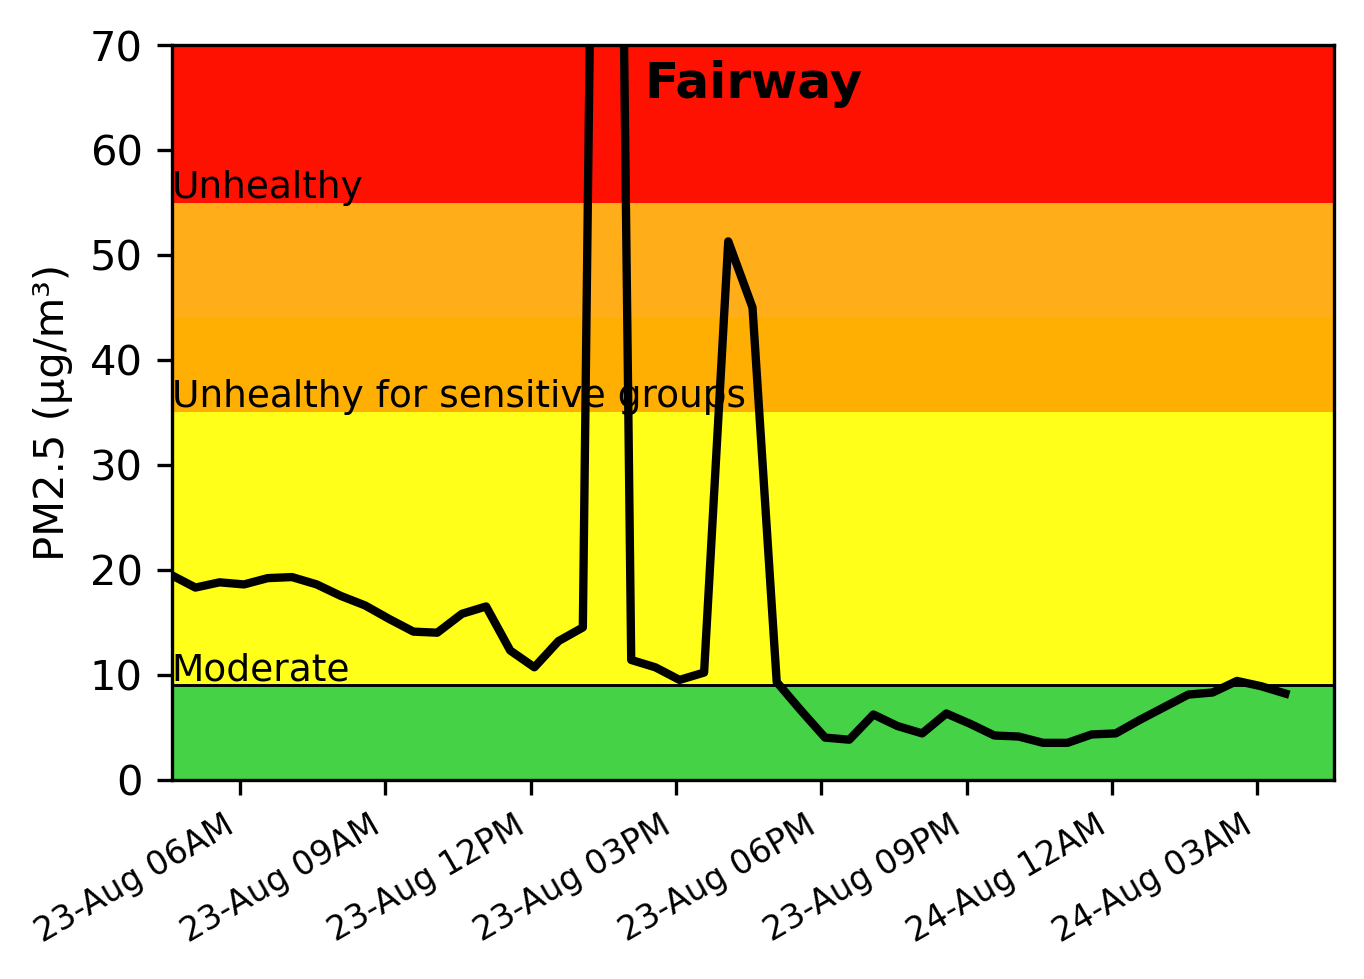 70
Fairway
60
Unhealthy
50
40
Unhealthy for sensitive groups
30
20
Moderate
10
0
PM2.5 (µg/m³)
23-Aug 06AM
23-Aug 09AM
23-Aug 12PM
23-Aug 03PM
23-Aug 06PM
23-Aug 09PM
24-Aug 12AM
24-Aug 03AM